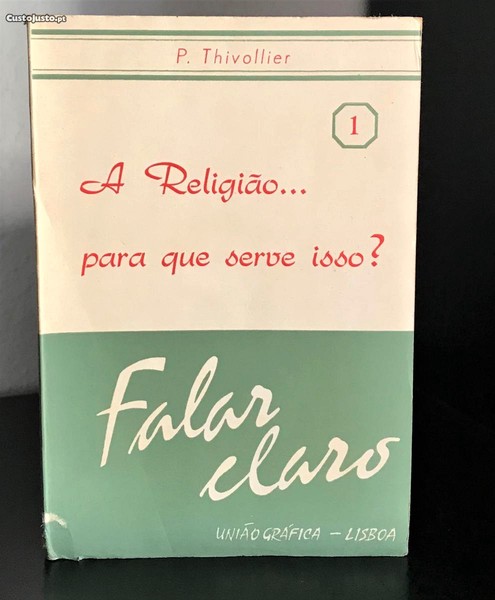 CustoJusto.pt
P. Thivollier
1
A Religião...
para que serve isso?
Falar
claro
UNIÃO GRÁFICA - LISBOA